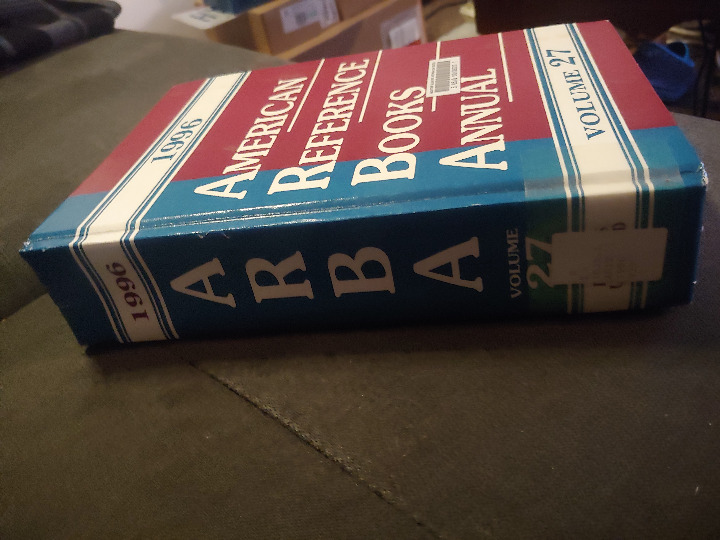 1996
AMERICAN
REFERENCE
BOOKS
ANNUAL
VOLUME 27
1996
A
R
B
A
VOLUME
27